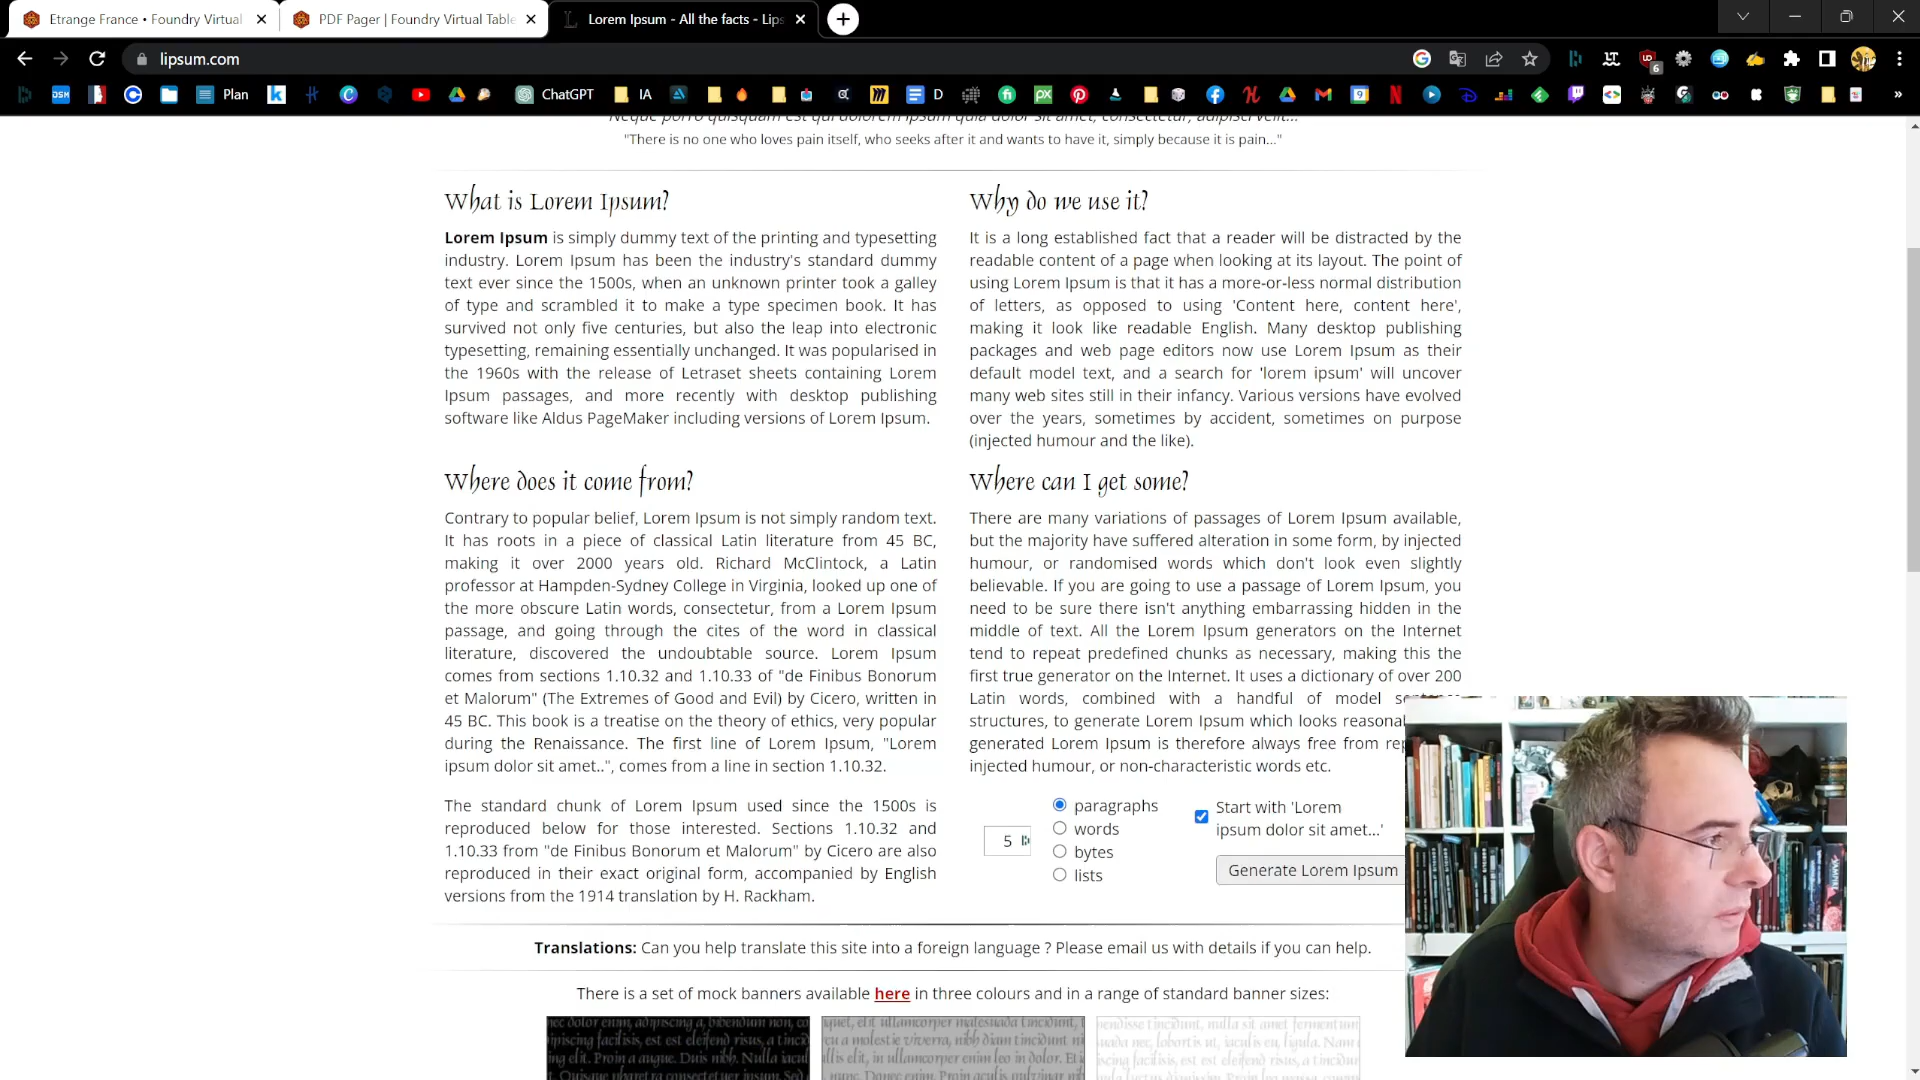 Etrange France • Foundry Virtual
PDF Pager | Foundry Virtual Table
Lorem Ipsum - All the facts - Lips
lipsum.com
6
DSM
Plan
ChatGPT
IA
D
"There is no one who loves pain itself, who seeks after it and wants to have it, simply because it is pain..."
What is Lorem Ipsum?
Lorem Ipsum is simply dummy text of the printing and typesetting
industry. Lorem Ipsum has been the industry's standard dummy
text ever since the 1500s, when an unknown printer took a galley
of type and scrambled it to make a type specimen book. It has
survived not only five centuries, but also the leap into electronic
typesetting, remaining essentially unchanged. It was popularised in
the 1960s with the release of Letraset sheets containing Lorem
Ipsum passages, and more recently with desktop publishing
software like Aldus PageMaker including versions of Lorem Ipsum.
Why do we use it?
It is a long established fact that a reader will be distracted by the
readable content of a page when looking at its layout. The point of
using Lorem Ipsum is that it has a more-or-less normal distribution
of letters, as opposed to using 'Content here, content here',
making it look like readable English. Many desktop publishing
packages and web page editors now use Lorem Ipsum as their
default model text, and a search for 'lorem ipsum' will uncover
many web sites still in their infancy. Various versions have evolved
over the years, sometimes by accident, sometimes on purpose
(injected humour and the like).
Where does it come from?
Contrary to popular belief, Lorem Ipsum is not simply random text.
It has roots in a piece of classical Latin literature from 45 BC,
making it over 2000 years old. Richard McClintock, a Latin
professor at Hampden-Sydney College in Virginia, looked up one of
the more obscure Latin words, consectetur, from a Lorem Ipsum
passage, and going through the cites of the word in classical
literature, discovered the undoubtable source. Lorem Ipsum
comes from sections 1.10.32 and 1.10.33 of "de Finibus Bonorum
et Malorum" (The Extremes of Good and Evil) by Cicero, written in
45 BC. This book is a treatise on the theory of ethics, very popular
during the Renaissance. The first line of Lorem Ipsum, "Lorem
ipsum dolor sit amet..", comes from a line in section 1.10.32.
The standard chunk of Lorem Ipsum used since the 1500s is
reproduced below for those interested. Sections 1.10.32 and
1.10.33 from "de Finibus Bonorum et Malorum" by Cicero are also
reproduced in their exact original form, accompanied by English
versions from the 1914 translation by H. Rackham.
Where can I get some?
There are many variations of passages of Lorem Ipsum available,
but the majority have suffered alteration in some form, by injected
humour, or randomised words which don't look even slightly
believable. If you are going to use a passage of Lorem Ipsum, you
need to be sure there isn't anything embarrassing hidden in the
middle of text. All the Lorem Ipsum generators on the Internet
tend to repeat predefined chunks as necessary, making this the
first true generator on the Internet. It uses a dictionary of over 200
Latin words, combined with a handful of model
structures, to generate Lorem Ipsum which looks
generated Lorem Ipsum is therefore always free from
injected humour, or non-characteristic words etc.
5
paragraphs
words
bytes
lists
Start with 'Lorem
ipsum dolor sit amet...'
Generate Lorem Ipsum
Translations: Can you help translate this site into a foreign language ? Please email us with details if you can help.
There is a set of mock banners available here in three colours and in a range of standard banner sizes: